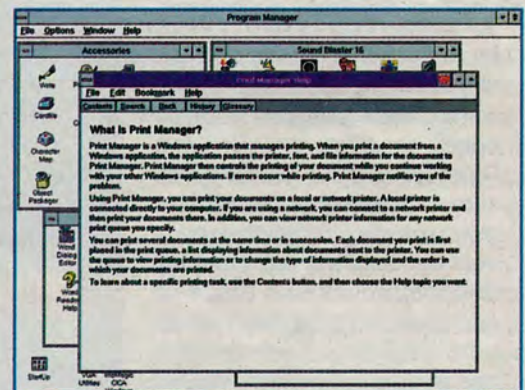 Program Manager
File Options Window Help
Accessories
Sound Blaster 16
Write
Cardfile
Character
Map
Object
Packager
Print Manager Help
File Edit Bookmark Help
Contents Search Back History Glossary
What is Print Manager?
Print Manager is a Windows application that manages printing. When you print a document from a
Windows application, the application passes the printer, font, and file information for the document to
Print Manager. Print Manager then controls the printing of your document while you continue working
with your other Windows applications. If errors occur while printing, Print Manager notifies you of the
problem.
Using Print Manager, you can print your documents on a local or network printer. A local printer is
connected directly to your computer. If you are using a network, you can connect to a network printer and
then print your documents there. In addition, you can view network printer information for any network
print queue you specify.
You can print several documents at the same time or in succession. Each document you print is first
placed in the print queue, a list displaying information about documents sent to the printer. You can use
the queue to view printing information or to change the type of information displayed and the order in
which your documents are printed.
To learn about a specific printing task, use the Contents button, and then choose the Help topic you want.
Word
Dialog
Editor
Word
Readme
Help
StartUp
VGA
Utilities